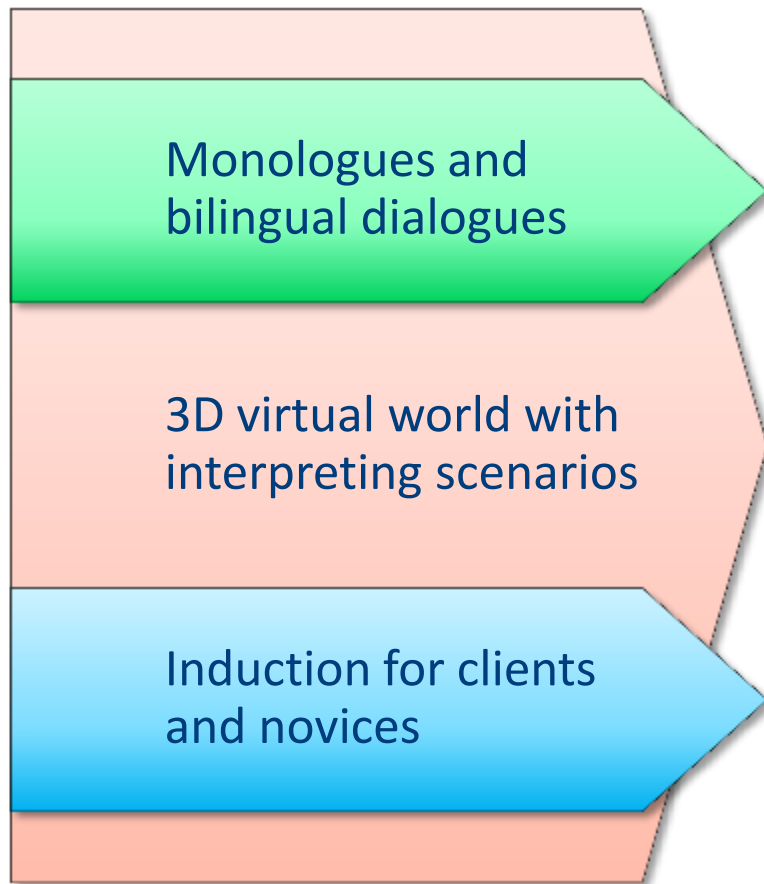 Monologues and
bilingual dialogues
3D virtual world with
interpreting scenarios
Induction for clients
and novices